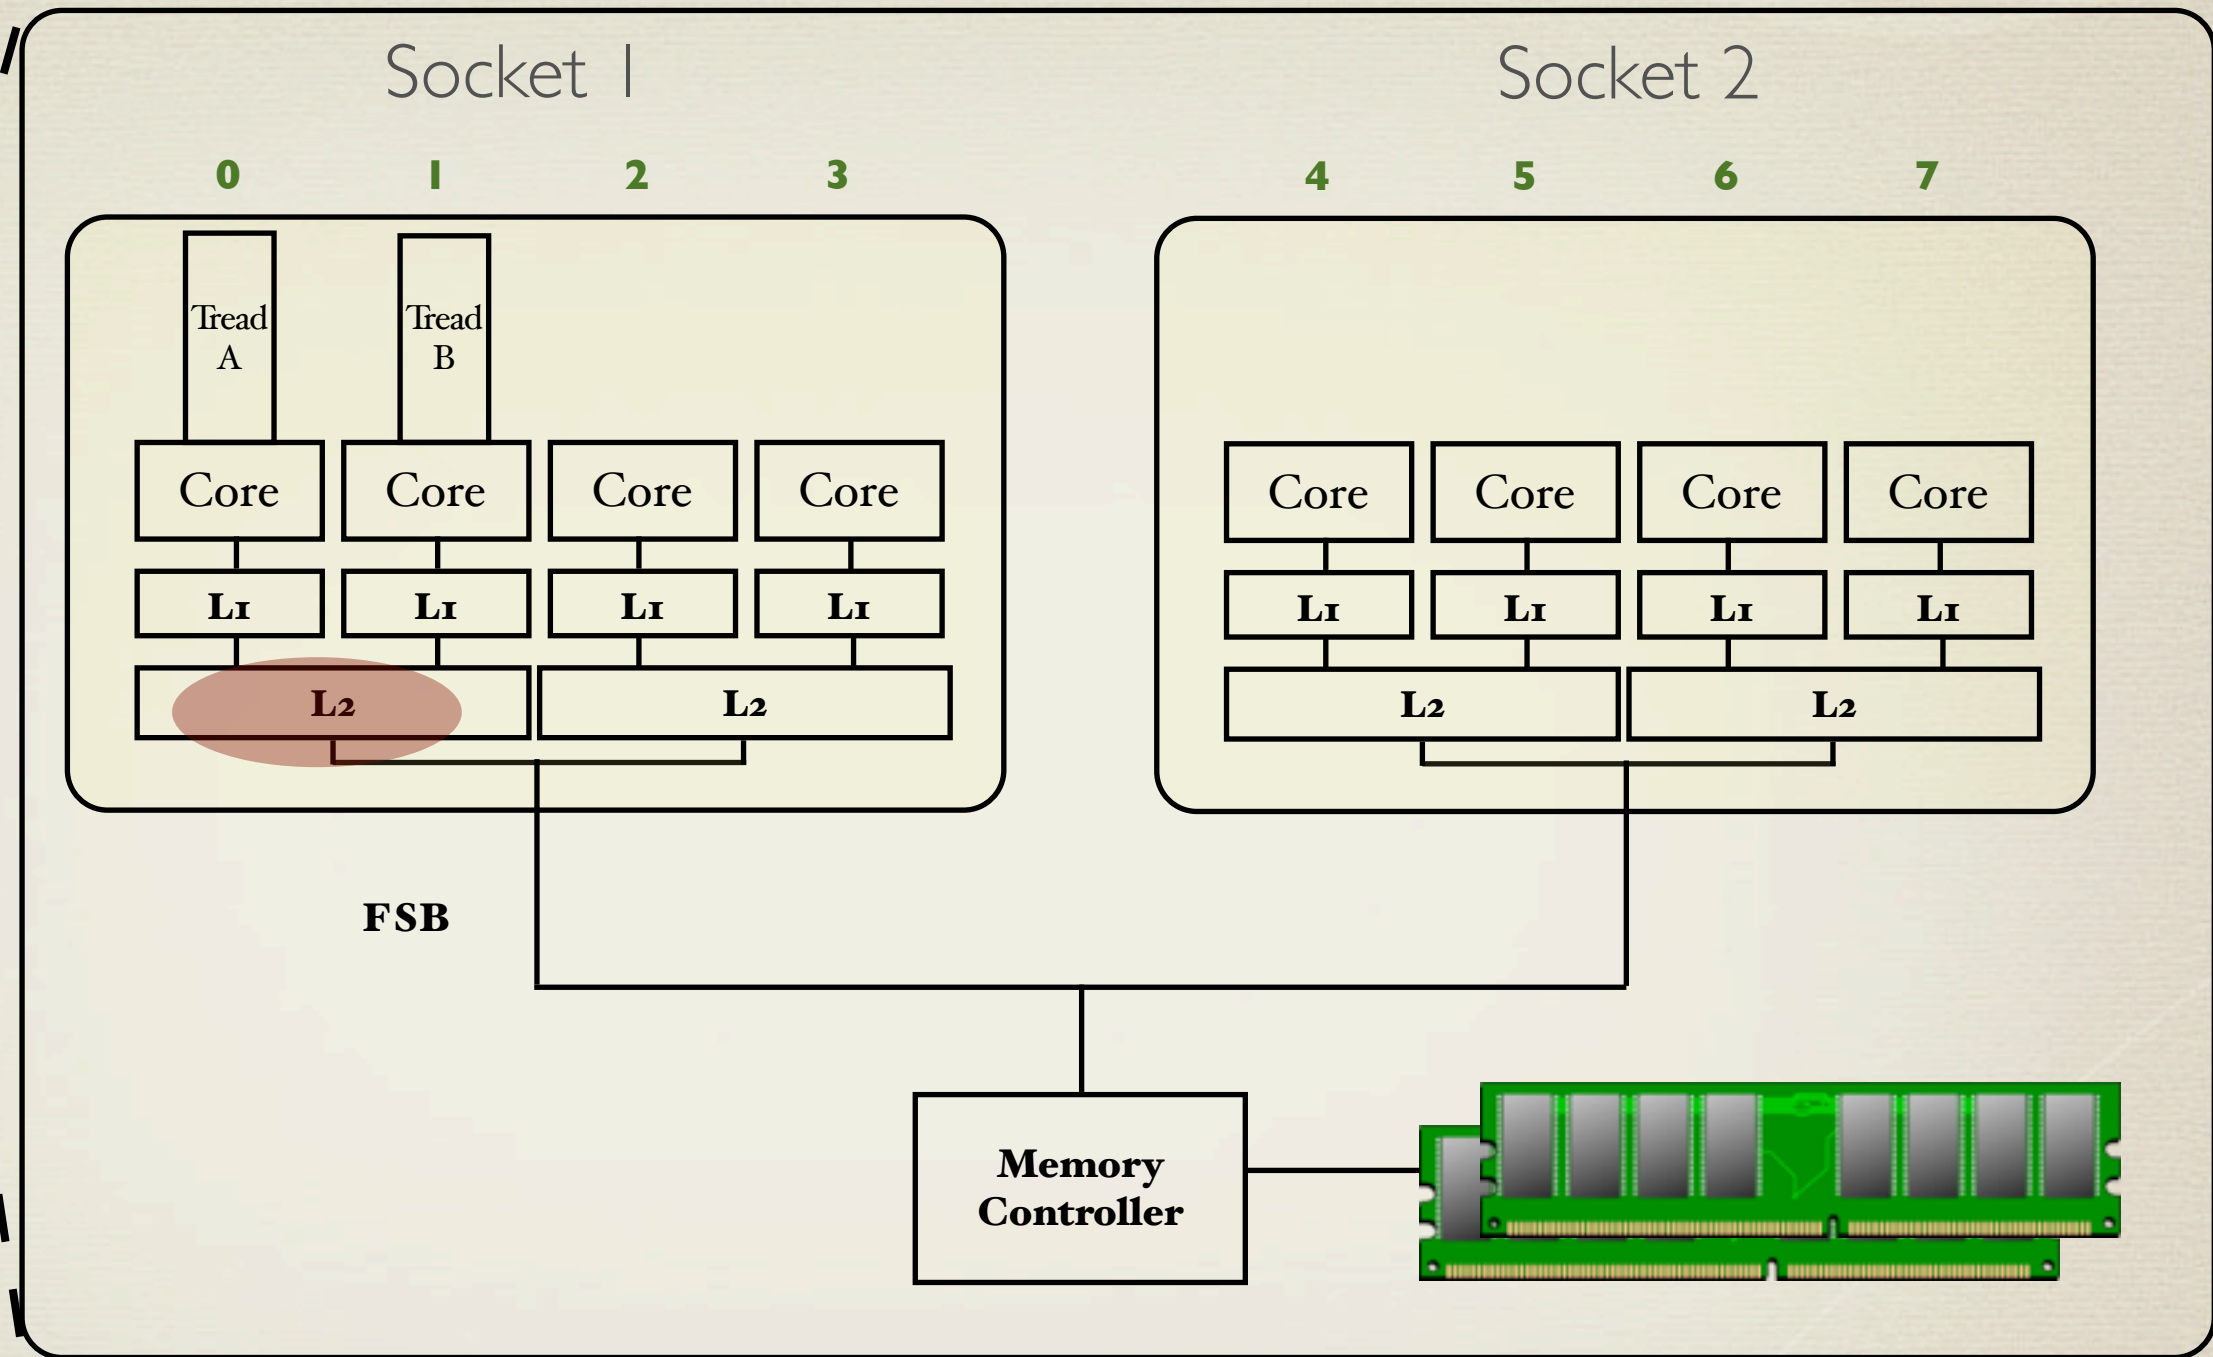 Socket 1
Socket 2
0 1 2 3
4 5 6 7
Tread
A
Tread
B
Core Core Core Core
Core Core Core Core
L1 L1 L1 L1
L1 L1 L1 L1
L2 L2
L2 L2
FSB
Memory
Controller